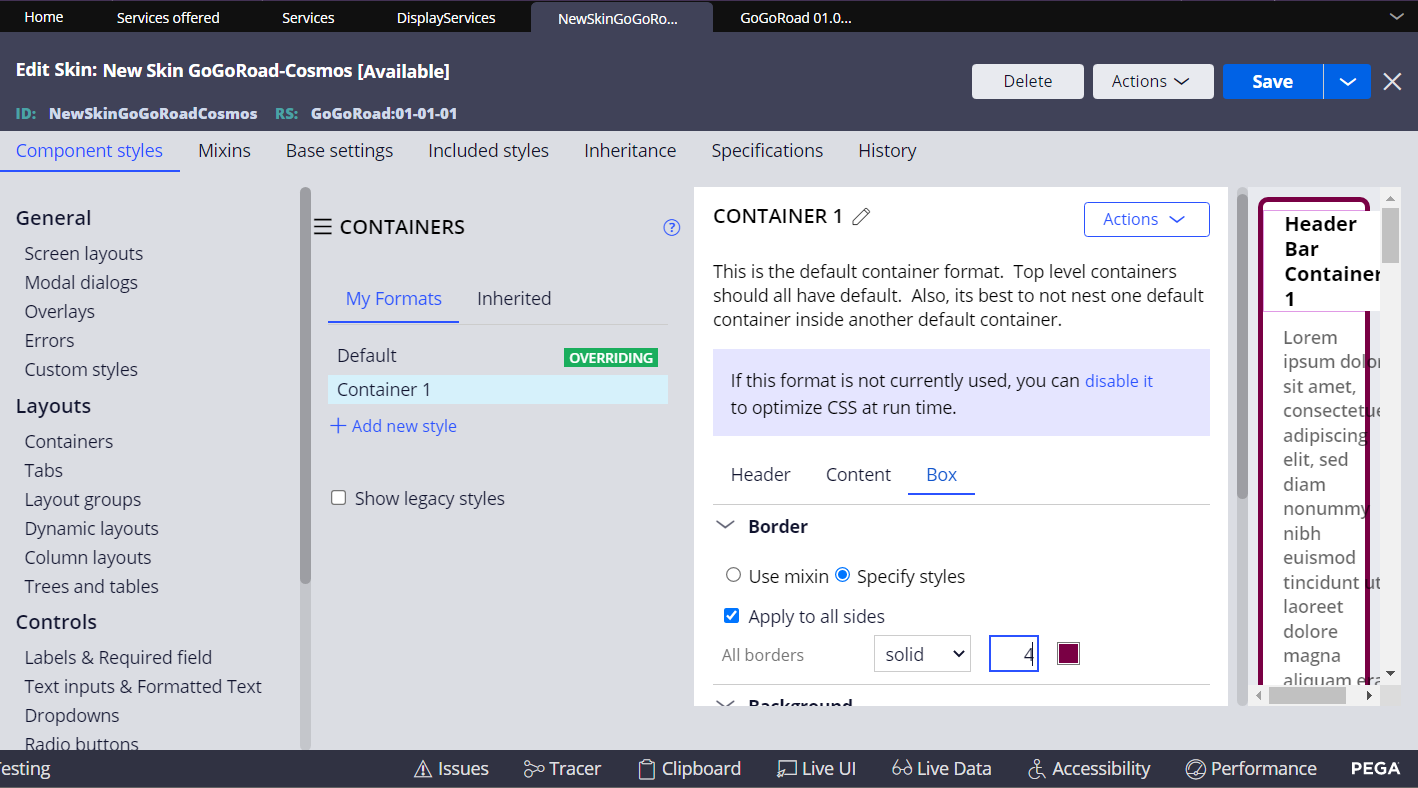 Home Services offered Services DisplayServices NewSkinGoGoRo... GoGoRoad 01.0...
Edit Skin: New Skin GoGoRoad-Cosmos [Available]
Delete Actions Save
ID: NewSkinGoGoRoadCosmos RS: GoGoRoad:01-01-01
Component styles Mixins Base settings Included styles Inheritance Specifications History
General
Screen layouts
Modal dialogs
Overlays
Errors
Custom styles
Layouts
Containers
Tabs
Layout groups
Dynamic layouts
Column layouts
Trees and tables
Controls
Labels & Required field
Text inputs & Formatted Text
Dropdowns
Radio buttons
CONTAINERS ?
My Formats Inherited
Default OVERRIDING
Container 1
Add new style
Show legacy styles
CONTAINER 1 Actions
This is the default container format. Top level containers
should all have default. Also, its best to not nest one default
container inside another default container.
If this format is not currently used, you can disable it
to optimize CSS at run time.
Header Content Box
Border
Use mixin Specify styles
Apply to all sides
All borders solid 4
Background
Header
Bar
Container
1
Lorem
ipsum dolor
sit amet,
consectetue
adipiscing
elit, sed
diam
nonummy
nibh
euismod
tincidunt ut
laoreet
dolore
magna
aliquam era
esting Issues Tracer Clipboard Live UI Live Data Accessibility Performance PEGA